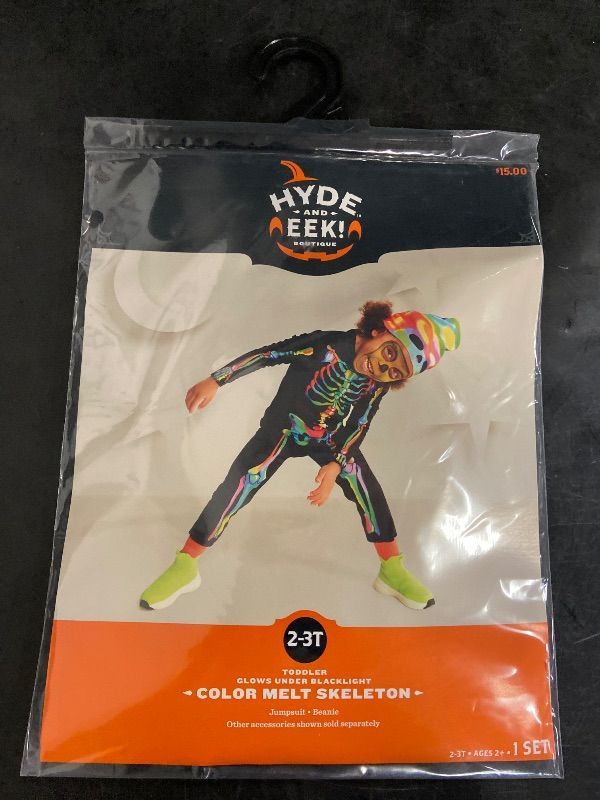 $15.00
HYDE
AND
EEK!
BOUTIQUE
2-3T
TODDLER
GLOWS UNDER BLACKLIGHT
COLOR MELT SKELETON
Jumpsuit • Beanie
Other accessories shown sold separately
2-3T • AGES 2+ • 1 SET